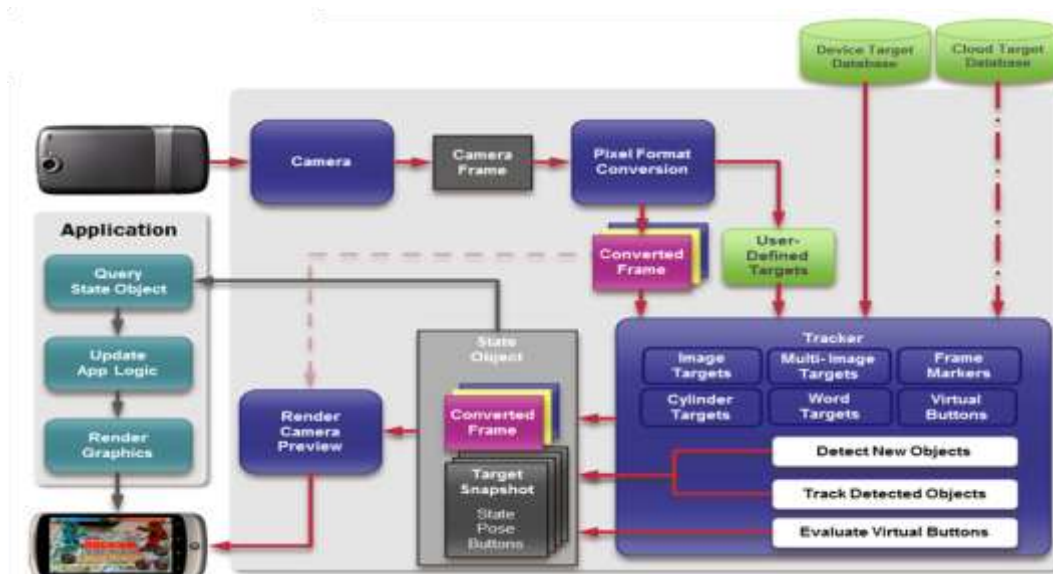 Device Target
Database
Cloud Target
Database
Camera
Camera
Frame
Pixel Format
Conversion
Application
Query
State Object
Update
App Logic
Render
Graphics
Converted
Frame
User-
Defined
Targets
State
Object
Converted
Frame
Target
Snapshot
State
Pose
Buttons
Render
Camera
Preview
Tracker
Image
Targets
Multi-Image
Targets
Frame
Markers
Cylinder
Targets
Word
Targets
Virtual
Buttons
Detect New Objects
Track Detected Objects
Evaluate Virtual Buttons